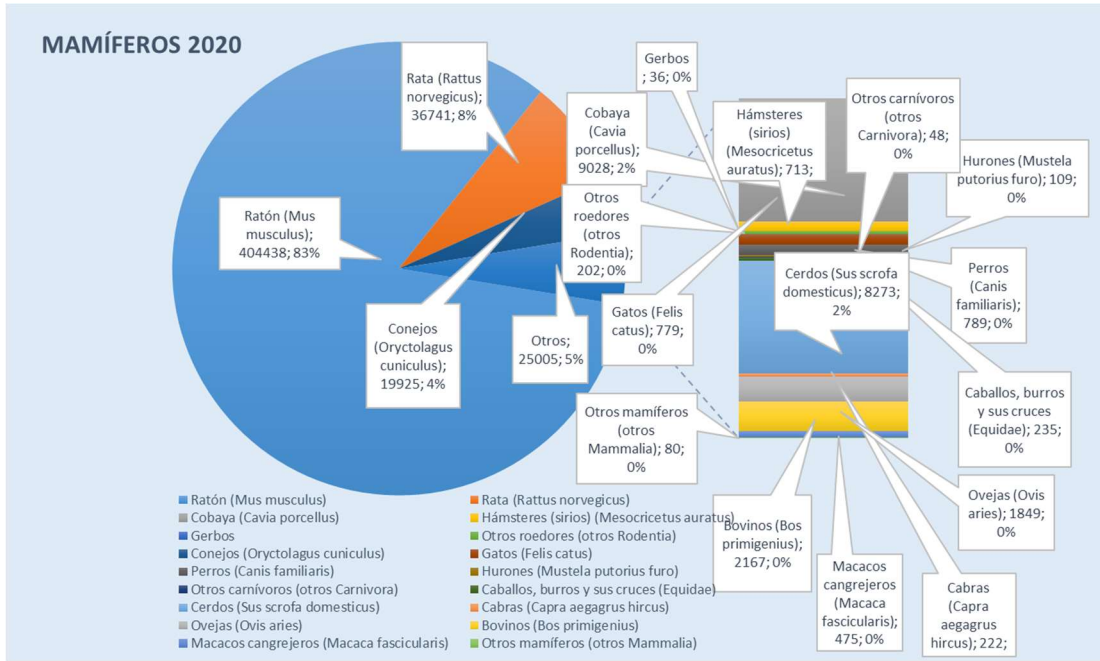 MAMÍFEROS 2020
Rata (Rattus
norvegicus);
36741; 8%
Ratón (Mus
musculus);
404438; 83%
Conejos
(Oryctolagus
cuniculus);
19925; 4%
Otros;
25005; 5%
Cobaya
(Cavia
porcellus);
9028; 2%
Gerbos
; 36; 0%
Hámsteres
(sirios)
(Mesocricetus
auratus); 713;
Otros carnívoros
(otros
Carnivora); 48;
0%
Hurones (Mustela
putorius furo); 109;
0%
Otros
roedores
(otros
Rodentia);
202; 0%
Gatos (Felis
catus); 779;
0%
Cerdos (Sus scrofa
domesticus); 8273;
2%
Perros
(Canis
familiaris);
789; 0%
Caballos, burros
y sus cruces
(Equidae); 235;
0%
Otros mamíferos
(otros
Mammalia); 80;
0%
Bovinos (Bos
primigenius);
2167; 0%
Macacos
cangrejeros
(Macaca
fascicularis);
475; 0%
Ovejas (Ovis
aries); 1849;
0%
Cabras
(Capra
aegagrus
hircus); 222;
Ratón (Mus musculus)
Rata (Rattus norvegicus)
Cobaya (Cavia porcellus)
Hámsteres (sirios) (Mesocricetus auratus)
Gerbos
Otros roedores (otros Rodentia)
Conejos (Oryctolagus cuniculus)
Gatos (Felis catus)
Perros (Canis familiaris)
Hurones (Mustela putorius furo)
Otros carnívoros (otros Carnivora)
Caballos, burros y sus cruces (Equidae)
Cerdos (Sus scrofa domesticus)
Cabras (Capra aegagrus hircus)
Ovejas (Ovis aries)
Bovinos (Bos primigenius)
Macacos cangrejeros (Macaca fascicularis)
Otros mamíferos (otros Mammalia)